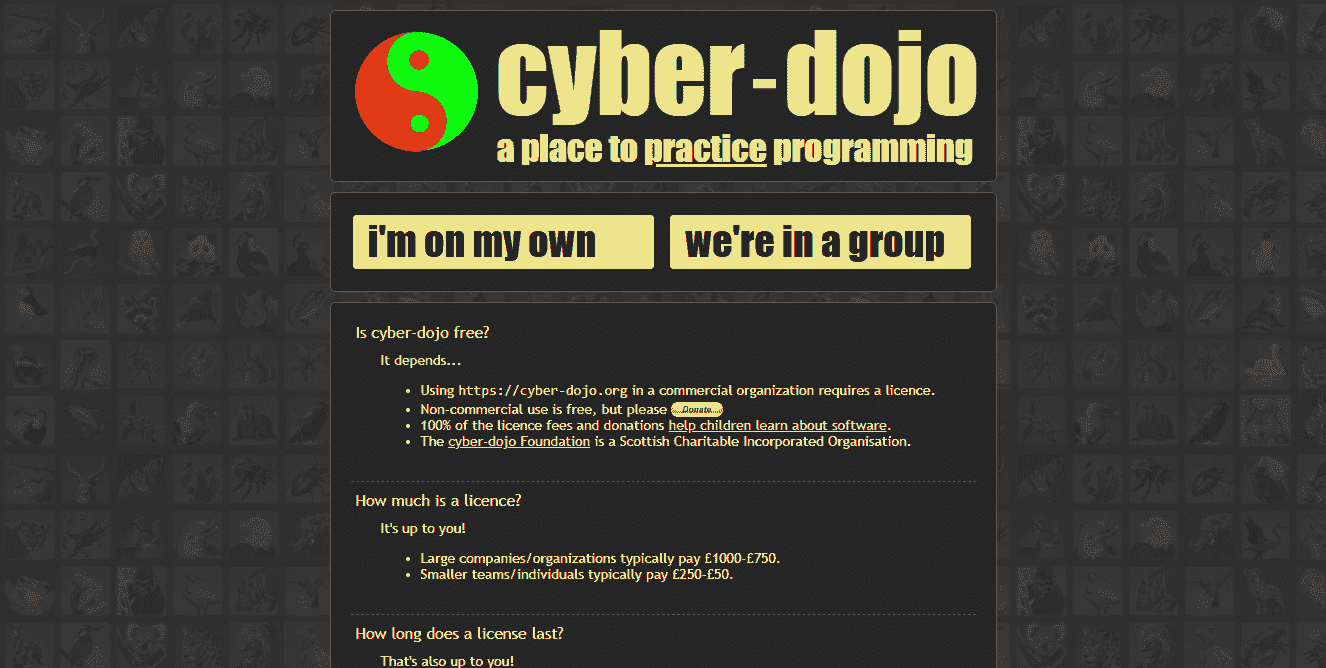 cyber-dojo
a place to practice programming
i'm on my own
we're in a group
Is cyber-dojo free?
It depends...
• Using https://cyber-dojo.org in a commercial organization requires a licence.
• Non-commercial use is free, but please Donate
• 100% of the licence fees and donations help children learn about software.
• The cyber-dojo Foundation is a Scottish Charitable Incorporated Organisation.
How much is a licence?
It's up to you!
• Large companies/organizations typically pay £1000-£750.
• Smaller teams/individuals typically pay £250-£50.
How long does a license last?
That's also up to you!